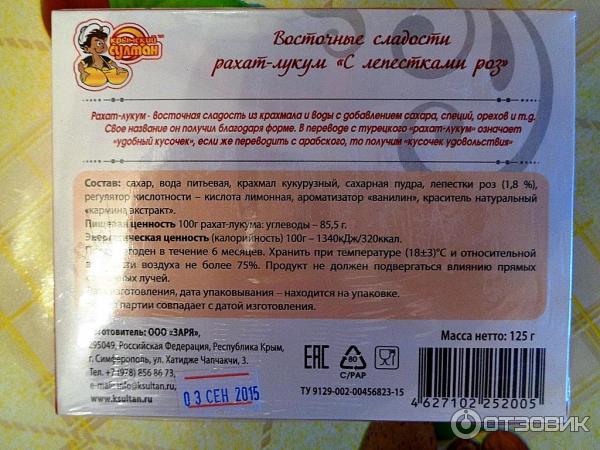 КРЫМСКИЙ
СУЛТАН
Восточные сладости
рахат-лукум «С лепестками роз»
Рахат-лукум - восточная сладость из крахмала и воды с добавлением сахара, специй, орехов и т.д.
Свое название он получил благодаря форме. В переводе с турецкого «рахат-лукум» означает
«удобный кусочек», если же переводить с арабского, то получим «кусочек удовольствия»
Состав: сахар, вода питьевая, крахмал кукурузный, сахарная пудра, лепестки роз (1,8 %),
регулятор кислотности – кислота лимонная, ароматизатор «ванилин», краситель натуральный
«кармина экстракт».
Пищевая ценность 100г рахат-лукума: углеводы – 85,5 г.
Энергетическая ценность (калорийность) 100г – 1340кДж/320ккал.
годен в течение 6 месяцев. Хранить при температуре (18±3)°С и относительной
воздуха не более 75%. Продукт не должен подвергаться влиянию прямых
лучей.
изготовления, дата упаковывания – находится на упаковке.
партии совпадает с датой изготовления.
Изготовитель: ООО «ЗАРЯ»,
295049, Российская Федерация, Республика Крым,
г. Симферополь, ул. Хатидже Чапчакчи, 3.
Тел. +7 (978) 856 86 73,
e-mail: info@ksultan.ru,
www.ksultan.ru
03 СЕН 2015
Масса нетто: 125 г
EAC
80
C/PAP
ТУ 9129-002-00456823-15
4627102252005
ОТЗОВИК